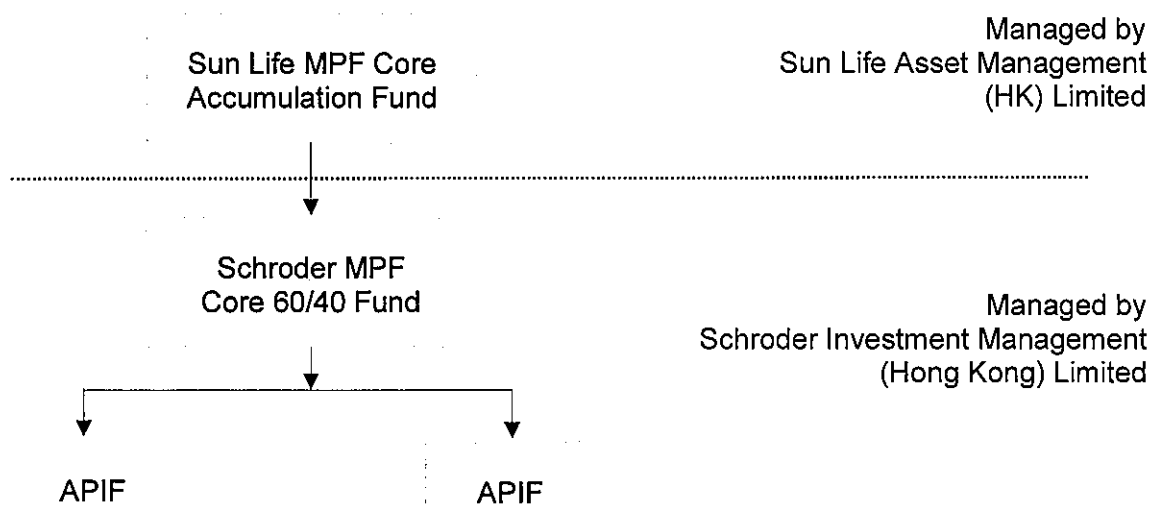 Managed by
Sun Life Asset Management
(HK) Limited
Sun Life MPF Core
Accumulation Fund
Schroder MPF
Core 60/40 Fund
Managed by
Schroder Investment Management
(Hong Kong) Limited
APIF
APIF